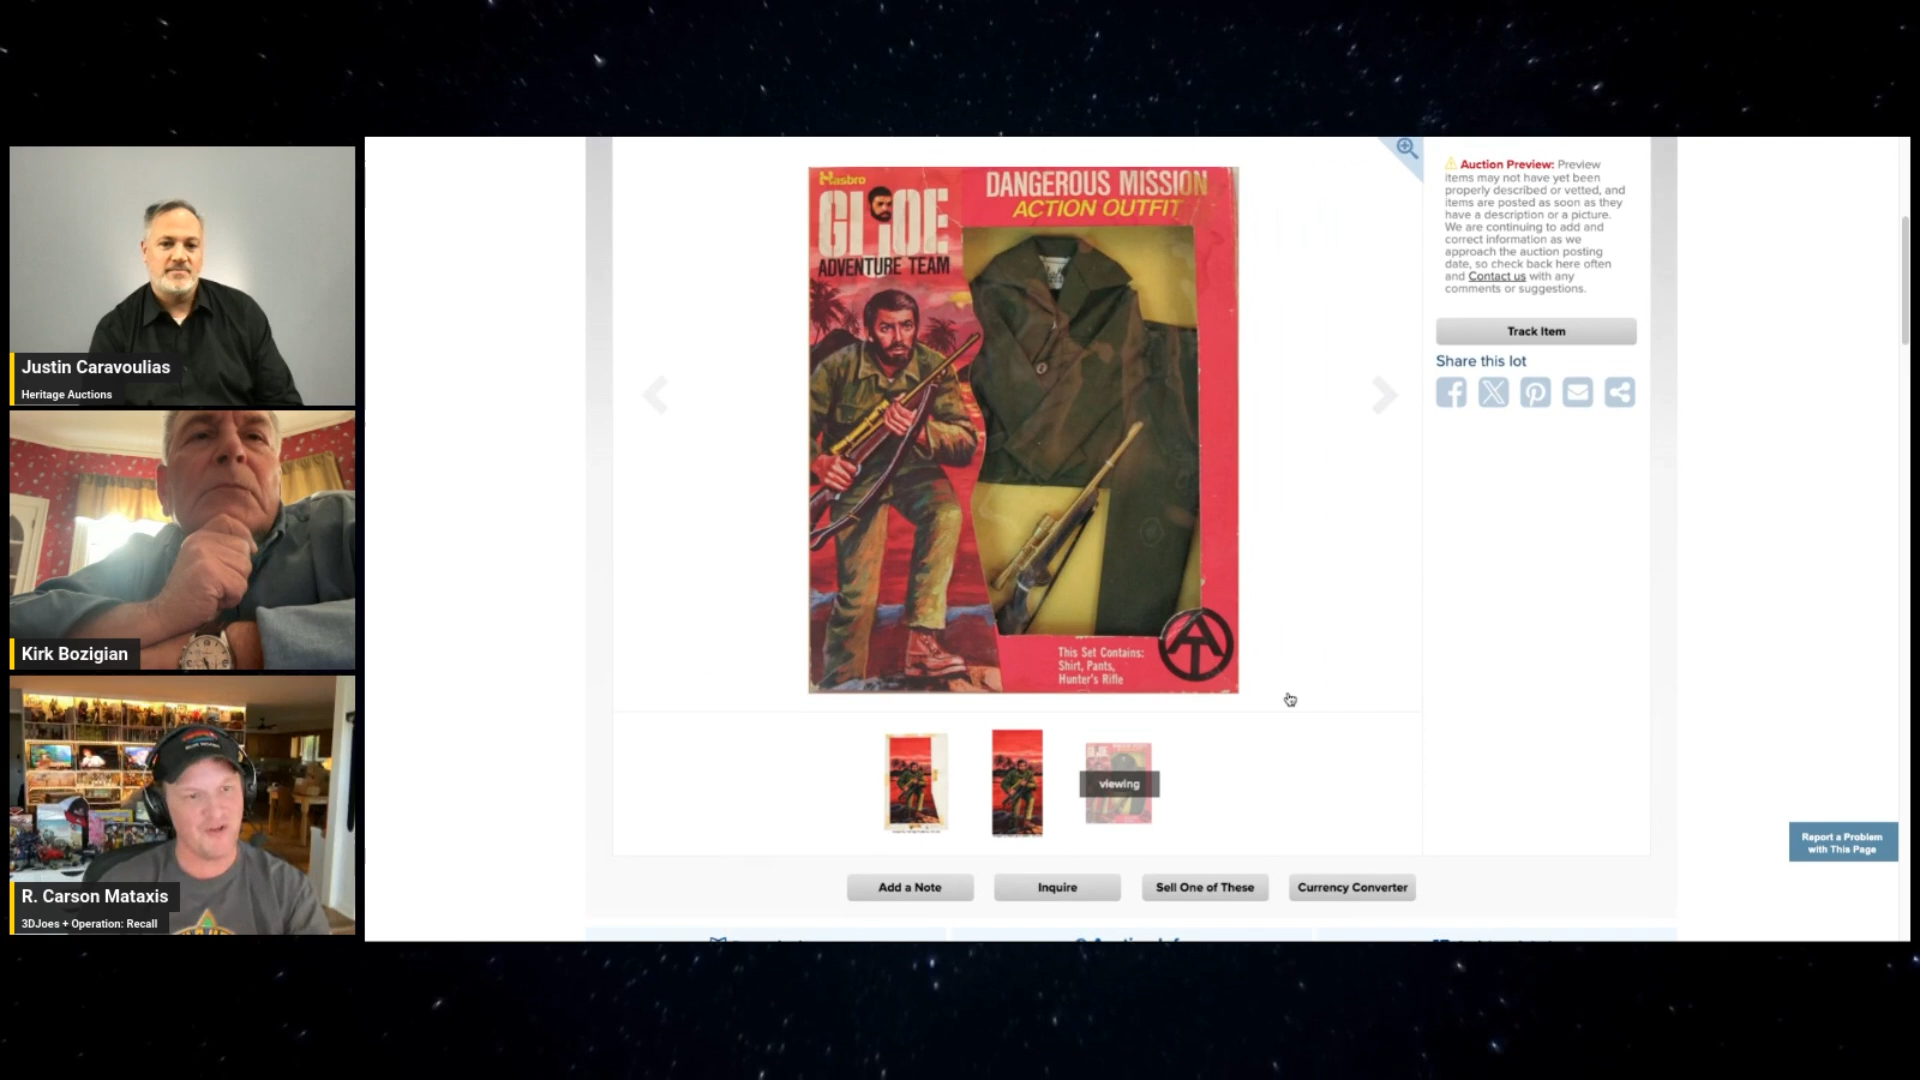 Justin Caravoulias
Heritage Auctions
Kirk Bozigian
R. Carson Mataxis
3DJoes + Operation: Recall
Hasbro
GI JOE
ADVENTURE TEAM
DANGEROUS MISSION
ACTION OUTFIT
This Set Contains:
Shirt, Pants,
Hunter's Rifle
AT
viewing
Add a Note
Inquire
Sell One of These
Currency Converter
Auction Preview: Preview
items may not have yet been
properly described or vetted, and
items are posted as soon as they
have a description or a picture.
We are continuing to add and
correct information as we
approach the auction posting
date, so check back here often
and Contact us with any
comments or suggestions.
Track Item
Share this lot
Report a Problem
with This Page